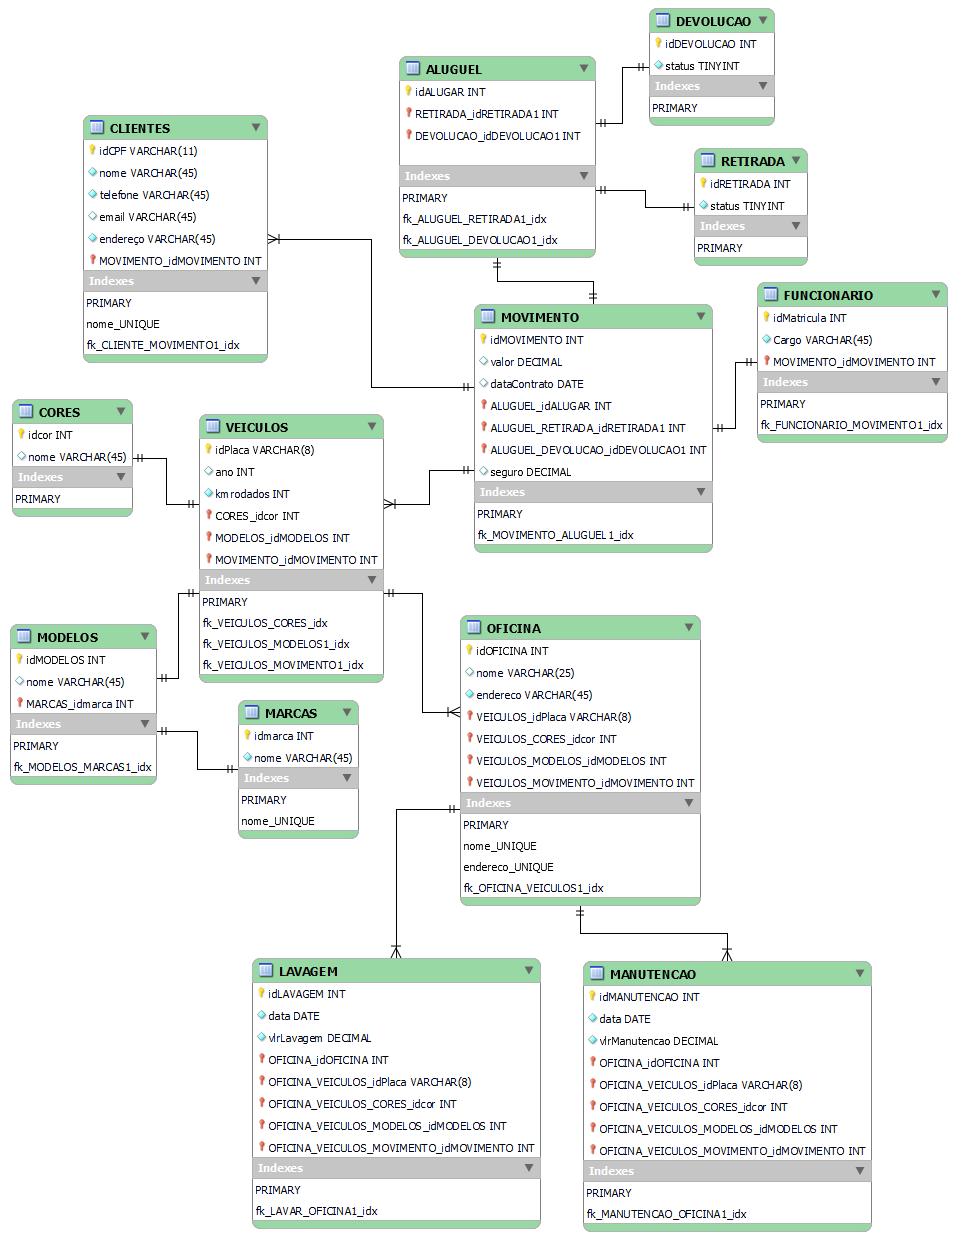 DEVOLUCAO
idDEVOLUCAO INT
status TINYINT
Indexes
PRIMARY
ALUGUEL
idALUGAR INT
RETIRADA_idRETIRADA1 INT
DEVOLUCAO_idDEVOLUCAO1 INT
Indexes
PRIMARY
fk_ALUGUEL_RETIRADA1_idx
fk_ALUGUEL_DEVOLUCAO1_idx
RETIRADA
idRETIRADA INT
status TINYINT
Indexes
PRIMARY
CLIENTES
idCPF VARCHAR(11)
nome VARCHAR(45)
telefone VARCHAR(45)
email VARCHAR(45)
endereço VARCHAR(45)
MOVIMENTO_idMOVIMENTO INT
Indexes
PRIMARY
nome_UNIQUE
fk_CLIENTE_MOVIMENTO1_idx
MOVIMENTO
idMOVIMENTO INT
valor DECIMAL
dataContrato DATE
ALUGUEL_idALUGAR INT
ALUGUEL_RETIRADA_idRETIRADA1 INT
ALUGUEL_DEVOLUCAO_idDEVOLUCAO1 INT
seguro DECIMAL
Indexes
PRIMARY
fk_MOVIMENTO_ALUGUEL1_idx
FUNCIONARIO
idMatricula INT
Cargo VARCHAR(45)
MOVIMENTO_idMOVIMENTO INT
Indexes
PRIMARY
fk_FUNCIONARIO_MOVIMENTO1_idx
CORES
idcor INT
nome VARCHAR(45)
Indexes
PRIMARY
VEICULOS
idPlaca VARCHAR(8)
ano INT
kmrodados INT
CORES_idcor INT
MODELOS_idMODELOS INT
MOVIMENTO_idMOVIMENTO INT
Indexes
PRIMARY
fk_VEICULOS_CORES_idx
fk_VEICULOS_MODELOS1_idx
fk_VEICULOS_MOVIMENTO1_idx
MODELOS
idMODELOS INT
nome VARCHAR(45)
MARCAS_idmarca INT
Indexes
PRIMARY
fk_MODELOS_MARCAS1_idx
MARCAS
idmarca INT
nome VARCHAR(45)
Indexes
PRIMARY
nome_UNIQUE
OFICINA
idOFICINA INT
nome VARCHAR(25)
endereco VARCHAR(45)
VEICULOS_idPlaca VARCHAR(8)
VEICULOS_CORES_idcor INT
VEICULOS_MODELOS_idMODELOS INT
VEICULOS_MOVIMENTO_idMOVIMENTO INT
Indexes
PRIMARY
nome_UNIQUE
endereco_UNIQUE
fk_OFICINA_VEICULOS1_idx
LAVAGEM
idLAVAGEM INT
data DATE
vlrLavagem DECIMAL
OFICINA_idOFICINA INT
OFICINA_VEICULOS_idPlaca VARCHAR(8)
OFICINA_VEICULOS_CORES_idcor INT
OFICINA_VEICULOS_MODELOS_idMODELOS INT
OFICINA_VEICULOS_MOVIMENTO_idMOVIMENTO INT
Indexes
PRIMARY
fk_LAVAR_OFICINA1_idx
MANUTENCAO
idMANUTENCAO INT
data DATE
vlrManutencao DECIMAL
OFICINA_idOFICINA INT
OFICINA_VEICULOS_idPlaca VARCHAR(8)
OFICINA_VEICULOS_CORES_idcor INT
OFICINA_VEICULOS_MODELOS_idMODELOS INT
OFICINA_VEICULOS_MOVIMENTO_idMOVIMENTO INT
Indexes
PRIMARY
fk_MANUTENCAO_OFICINA1_idx